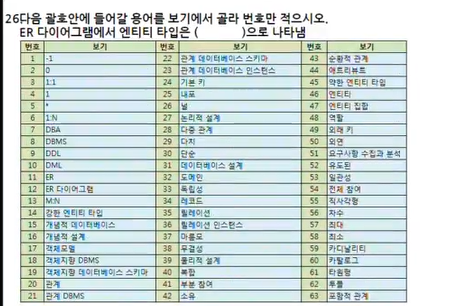 26다음 괄호안에 들어갈 용어를 보기에서 골라 번호만 적으시오.
ER 다이어그램에서 엔티티 타입은 ( )으로 나타냄
번호 보기 번호 보기 번호 보기
1 -1 22 관계 데이터베이스 스키마 43 순환적 관계
2 0 23 관계 데이터베이스 인스턴스 44 애트리뷰트
3 1:1 24 기본 키 45 약한 엔티티 타입
4 1 25 내포 46 엔티티
5 * 26 널 47 엔티티 집합
6 1:N 27 논리적 설계 48 역할
7 DBA 28 다중 관계 49 외래 키
8 DBMS 29 다치 50 외연
9 DDL 30 단순 51 요구사항 수집과 분석
10 DML 31 데이터베이스 설계 52 유도된
11 ER 32 도메인 53 일관성
12 ER 다이어그램 33 독립성 54 전체 참여
13 M:N 34 레코드 55 직사각형
14 강한 엔티티 타입 35 릴레이션 56 차수
15 개념적 데이터베이스 36 릴레이션 인스턴스 57 최대
16 개념적 설계 37 마름모 58 최소
17 객체모델 38 무결성 59 카디날리티
18 객체지향 DBMS 39 물리적 설계 60 카탈로그
19 객체지향 데이터베이스 스키마 40 복합 61 타원형
20 관계 41 부분 참여 62 투플
21 관계 DBMS 42 소유 63 포함적 관계